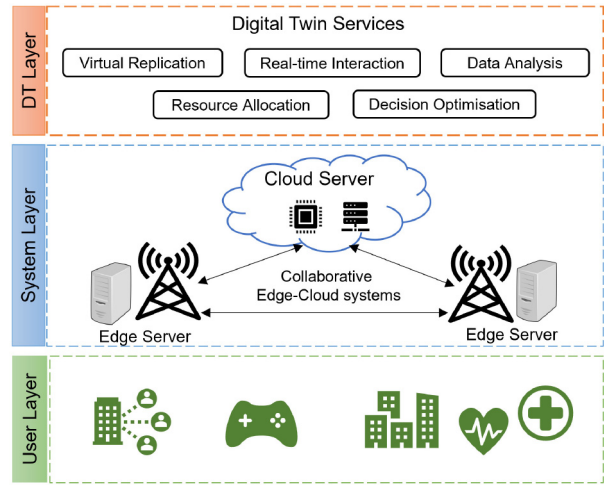 DT Layer
Digital Twin Services
Virtual Replication
Real-time Interaction
Data Analysis
Resource Allocation
Decision Optimisation
System Layer
Cloud Server
Collaborative
Edge-Cloud systems
Edge Server
Edge Server
User Layer